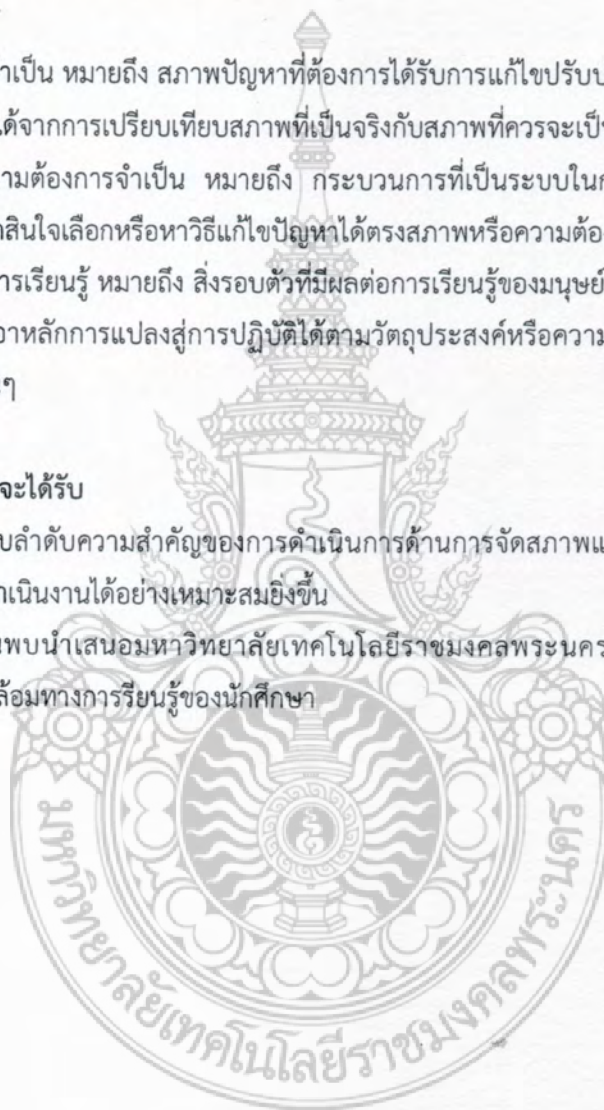 าเป็น หมายถึง สภาพปัญหาที่ต้องการได้รับการแก้ไขปรับป
ได้จากการเปรียบเทียบสภาพที่เป็นจริงกับสภาพที่ควรจะเป็
ามต้องการจำเป็น หมายถึง กระบวนการที่เป็นระบบในก
าสินใจเลือกหรือหาวิธีแก้ไขปัญหาได้ตรงสภาพหรือความต้อ
การเรียนรู้ หมายถึง สิ่งรอบตัวที่มีผลต่อการเรียนรู้ของมนุษย์
อาหลักการแปลงสู่การปฏิบัติได้ตามวัตถุประสงค์หรือความ
งๆ
จะได้รับ
บลำดับความสำคัญของการดำเนินการด้านการจัดสภาพแ
าเนินงานได้อย่างเหมาะสมยิ่งขึ้น
นพบนำเสนอมหาวิทยาลัยเทคโนโลยีราชมงคลพระนคร
ล้อมทางการเรียนรู้ของนักศึกษา
มหาวิทยาลัยเทคโนโลยีราชมงคลพระนคร